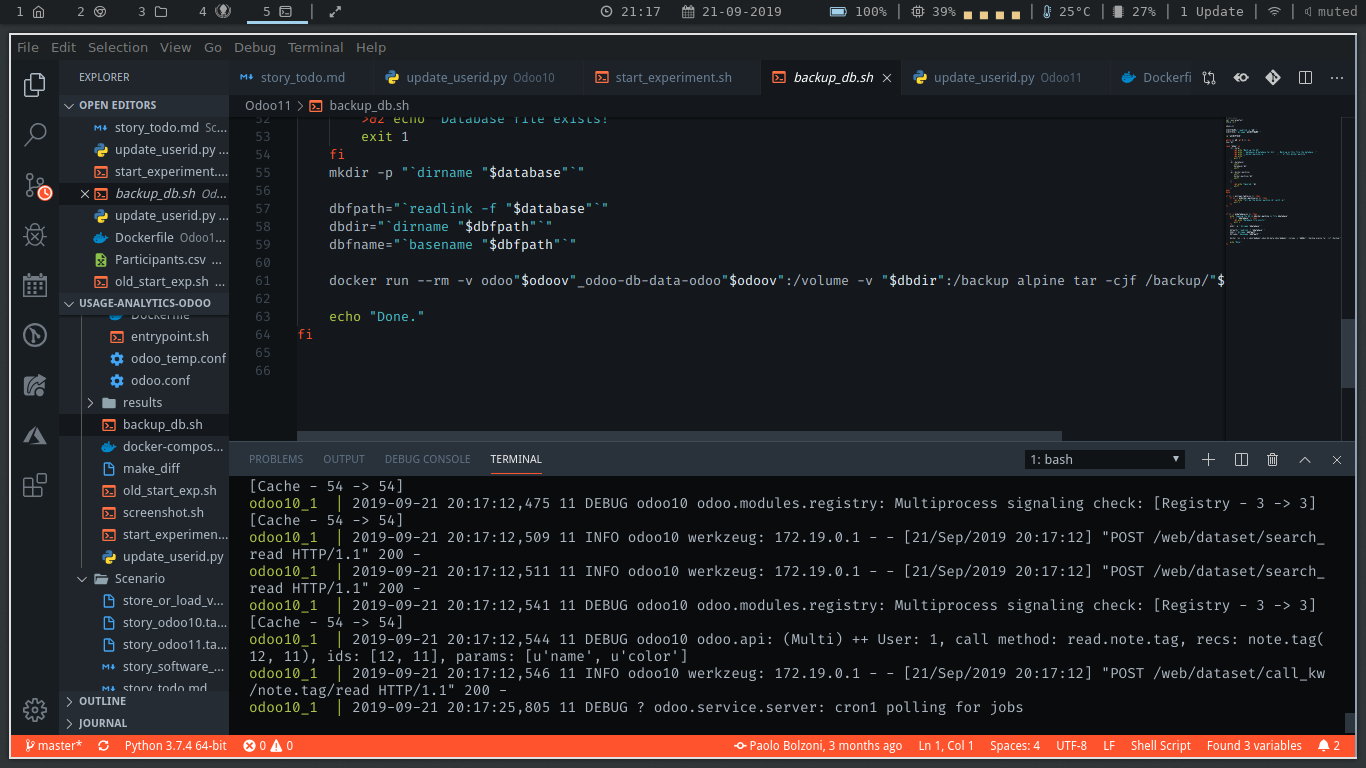 1 2 3 4 5 21:17 21-09-2019 100% | 39% | 25°C | 27% | 1 Update | | muted
File Edit Selection View Go Debug Terminal Help
EXPLORER
story_todo.md update_userid.py Odoo10 start_experiment.sh backup_db.sh update_userid.py Odoo11 Dockerfi
OPEN EDITORS
story_todo.md Sc...
update_userid.py ...
start_experiment....
backup_db.sh Od...
update_userid.py ...
Dockerfile Odoo1...
Participants.csv ...
old_start_exp.sh ...
USAGE-ANALYTICS-ODOO
Dockerfile
entrypoint.sh
odoo_temp.conf
odoo.conf
results
backup_db.sh
docker-compos...
make_diff
old_start_exp.sh
screenshot.sh
start_experimen...
update_userid.py
Scenario
store_or_load_v...
story_odoo10.ta...
story_odoo11.ta...
story_software_...
story_todo.md
OUTLINE
JOURNAL
Odoo11 > backup_db.sh
52 >&2 echo "Database file exists!"
53 exit 1
54 fi
55 mkdir -p "`dirname "$database"`"
56
57 dbfpath="`readlink -f "$database"`"
58 dbdir="`dirname "$dbfpath"`"
59 dbfname="`basename "$dbfpath"`"
60
61 docker run --rm -v odoo"$odoov"_odoo-db-data-odoo"$odoov":/volume -v "$dbdir":/backup alpine tar -cjf /backup/"$
62
63 echo "Done."
64 fi
65
66
PROBLEMS OUTPUT DEBUG CONSOLE TERMINAL 1: bash
[Cache - 54 -> 54]
odoo10_1 | 2019-09-21 20:17:12,475 11 DEBUG odoo10 odoo.modules.registry: Multiprocess signaling check: [Registry - 3 -> 3]
[Cache - 54 -> 54]
odoo10_1 | 2019-09-21 20:17:12,509 11 INFO odoo10 werkzeug: 172.19.0.1 - - [21/Sep/2019 20:17:12] "POST /web/dataset/search_
read HTTP/1.1" 200 -
odoo10_1 | 2019-09-21 20:17:12,511 11 INFO odoo10 werkzeug: 172.19.0.1 - - [21/Sep/2019 20:17:12] "POST /web/dataset/search_
read HTTP/1.1" 200 -
odoo10_1 | 2019-09-21 20:17:12,541 11 DEBUG odoo10 odoo.modules.registry: Multiprocess signaling check: [Registry - 3 -> 3]
[Cache - 54 -> 54]
odoo10_1 | 2019-09-21 20:17:12,544 11 DEBUG odoo10 odoo.api: (Multi) ++ User: 1, call method: read.note.tag, recs: note.tag(
12, 11), ids: [12, 11], params: [u'name', u'color']
odoo10_1 | 2019-09-21 20:17:12,546 11 INFO odoo10 werkzeug: 172.19.0.1 - - [21/Sep/2019 20:17:12] "POST /web/dataset/call_kw
/note.tag/read HTTP/1.1" 200 -
odoo10_1 | 2019-09-21 20:17:25,805 11 DEBUG ? odoo.service.server: cron1 polling for jobs
master* Python 3.7.4 64-bit 0 0 Paolo Bolzoni, 3 months ago Ln 1, Col 1 Spaces: 4 UTF-8 LF Shell Script Found 3 variables 2